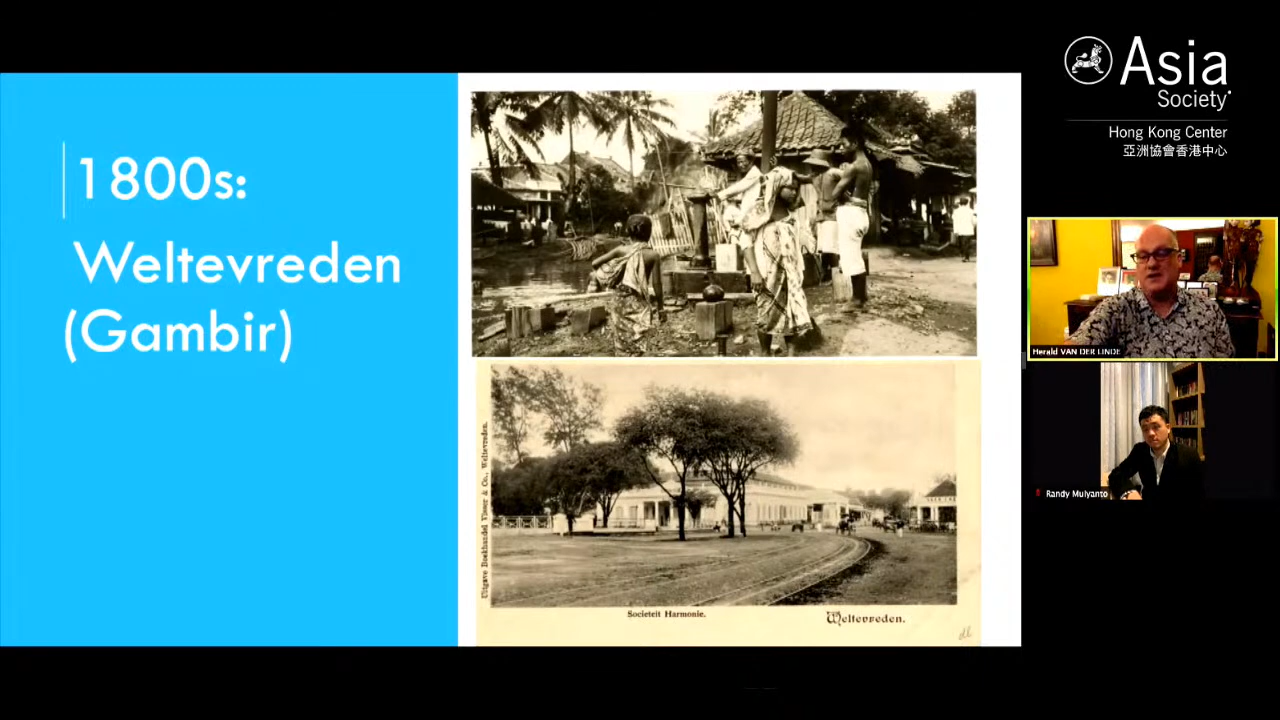 1800s:
Weltevreden
(Gambir)
Uitgave Boekhandel Visser & Co., Weltevreden.
Societeit Harmonie.
Weltevreden.
Asia
Society
Hong Kong Center
亞洲協會香港中心
Herald VAN DER LINDE
Randy Mulyanto